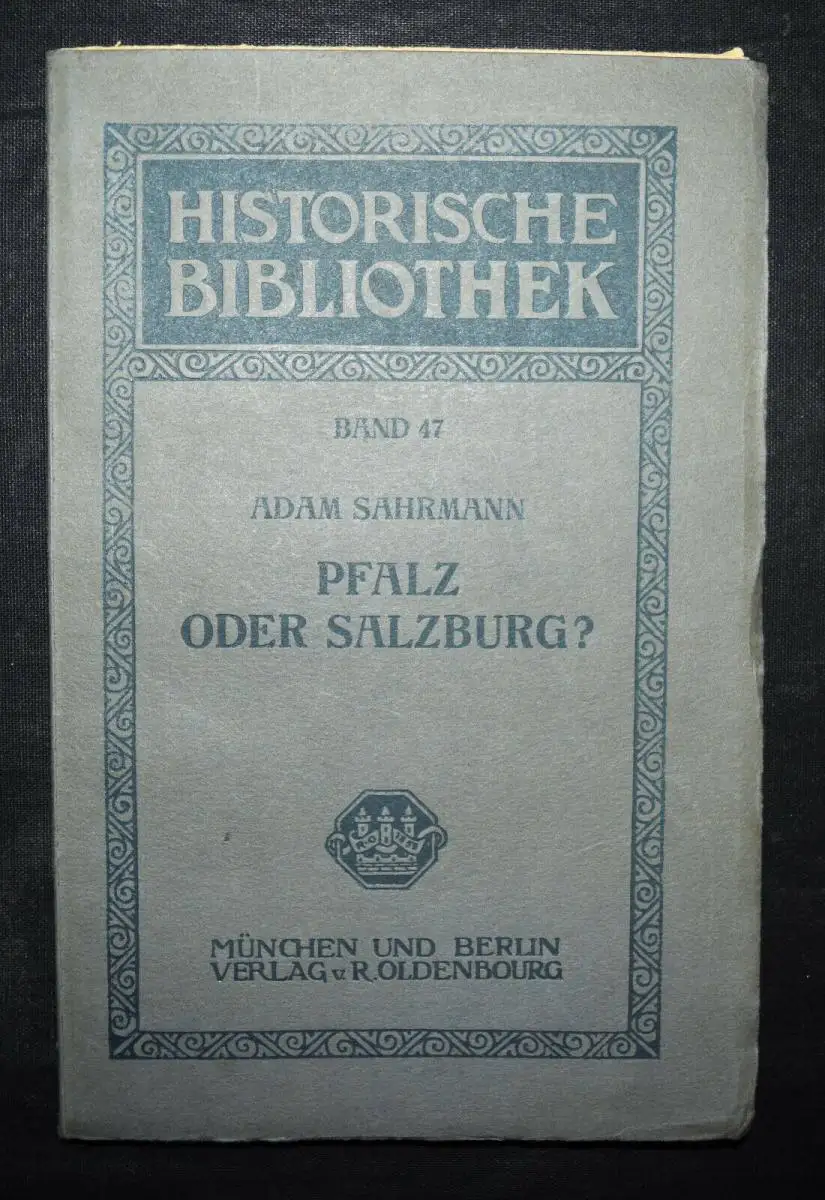 HISTORISCHE
BIBLIOTHEK
BAND 47
ADAM SAHRMANN
PFALZ
ODER SALZBURG?
MÜNCHEN UND BERLIN
VERLAG v. R. OLDENBOURG